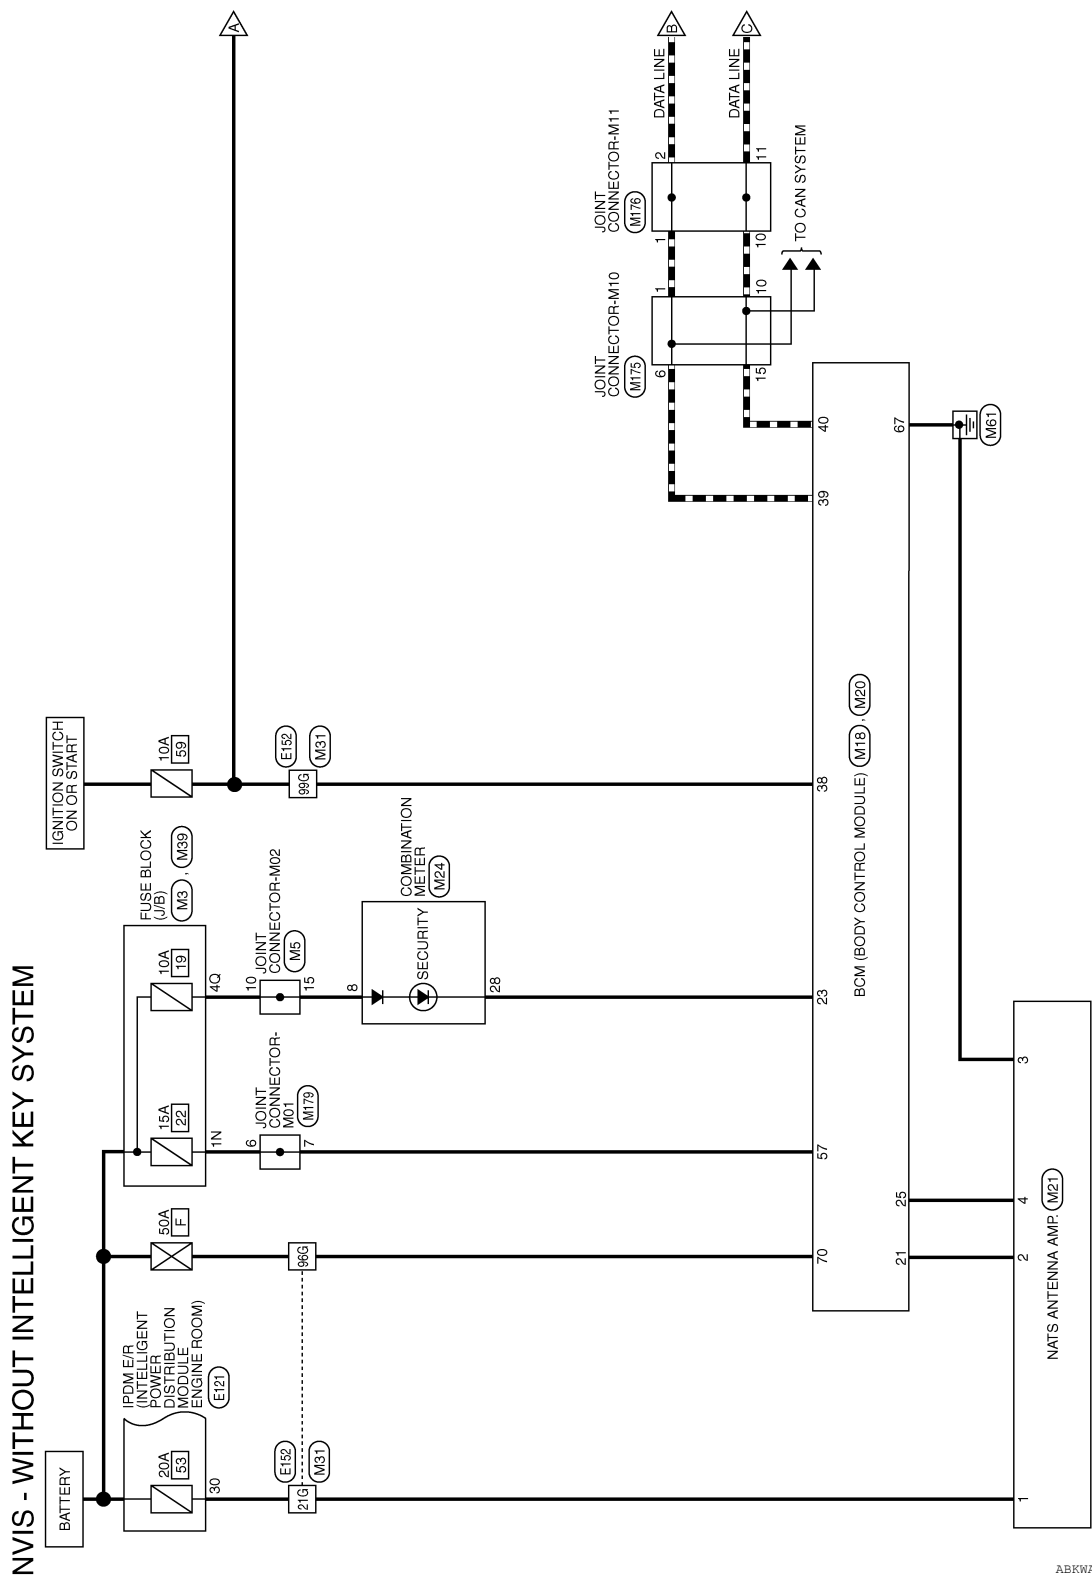 NVIS - WITHOUT INTELLIGENT KEY SYSTEM
BATTERY
IGNITION SWITCH
ON OR START
IPDM E/R
(INTELLIGENT
POWER
DISTRIBUTION
MODULE
ENGINE ROOM)
E121
20A
53
30
50A
F
FUSE BLOCK
(J/B)
M3 , M39
15A
22
1N
10A
19
4Q
10A
59
A
E152
21G
M31
96G
JOINT
CONNECTOR-
M01
M179
6
7
JOINT
CONNECTOR-M02
M5
10
15
E152
99G
M31
COMBINATION
METER
M24
8
SECURITY
28
JOINT
CONNECTOR-M10
M175
6
1
15
10
JOINT
CONNECTOR-M11
M176
1
2
10
11
DATA LINE
B
DATA LINE
C
TO CAN SYSTEM
70
57
23
38
39
40
BCM (BODY CONTROL MODULE) M18 , M20
21
25
67
M61
1
2
4
3
NATS ANTENNA AMP. M21
ABKWA